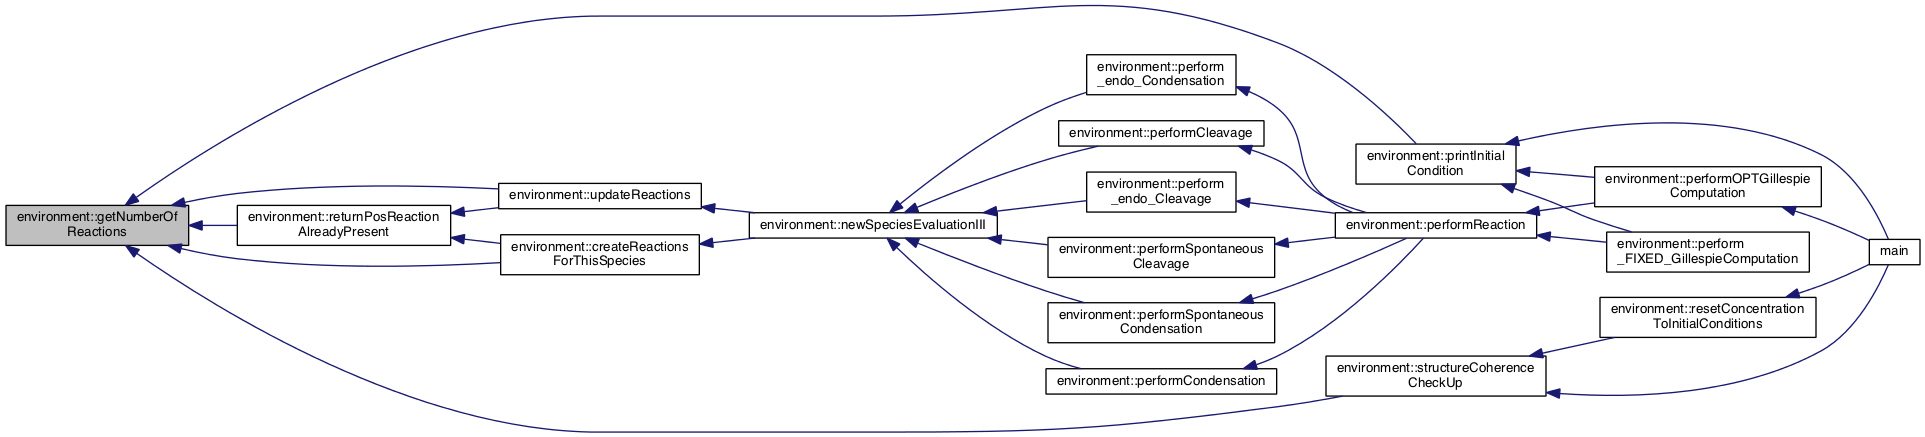 environment::getNumberOf
Reactions
environment::updateReactions
environment::returnPosReaction
AlreadyPresent
environment::createReactions
ForThisSpecies
environment::newSpeciesEvaluationIII
environment::perform
_endo_Condensation
environment::performCleavage
environment::perform
_endo_Cleavage
environment::performSpontaneous
Cleavage
environment::performSpontaneous
Condensation
environment::performCondensation
environment::printInitial
Condition
environment::performReaction
environment::structureCoherence
CheckUp
environment::performOPTGillespie
Computation
environment::perform
_FIXED_GillespieComputation
environment::resetConcentration
ToInitialConditions
main